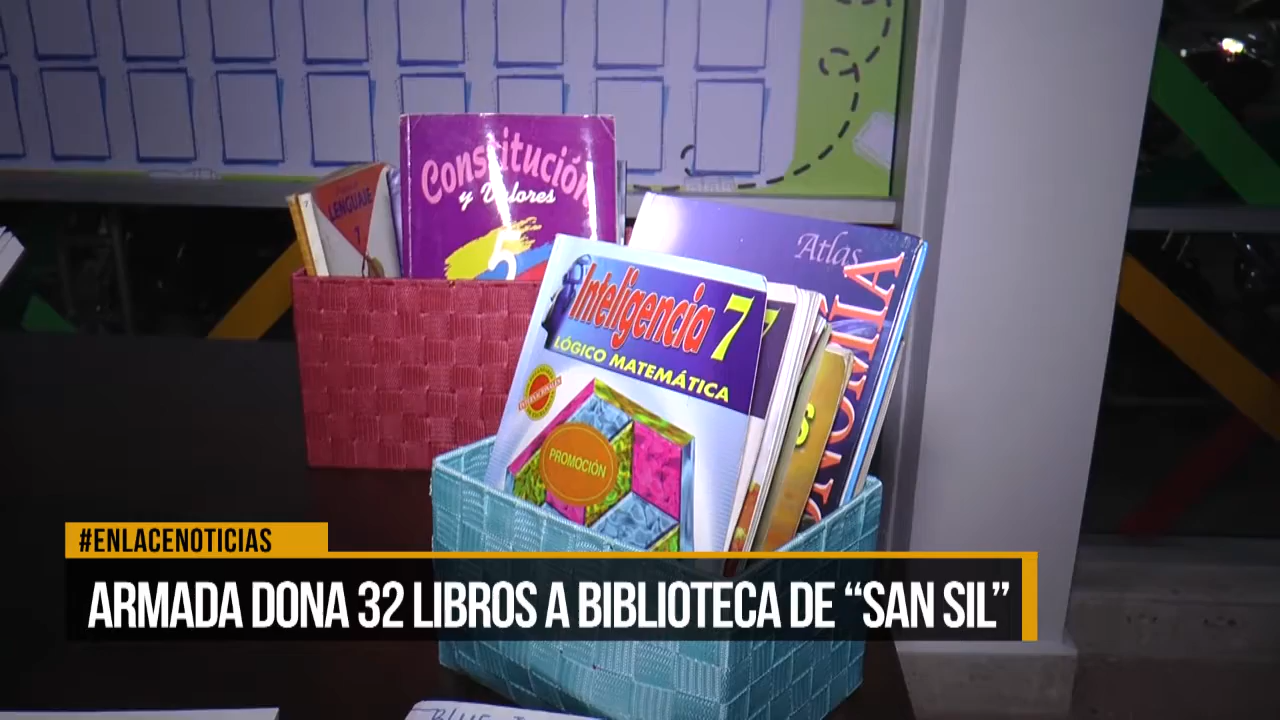 Constitución
y Valores
5
LENGUAJE
Atlas
Inteligencia 7
LÓGICO MATEMÁTICA
PROMOCIÓN
#ENLACENOTICIAS
ARMADA DONA 32 LIBROS A BIBLIOTECA DE “SAN SIL”